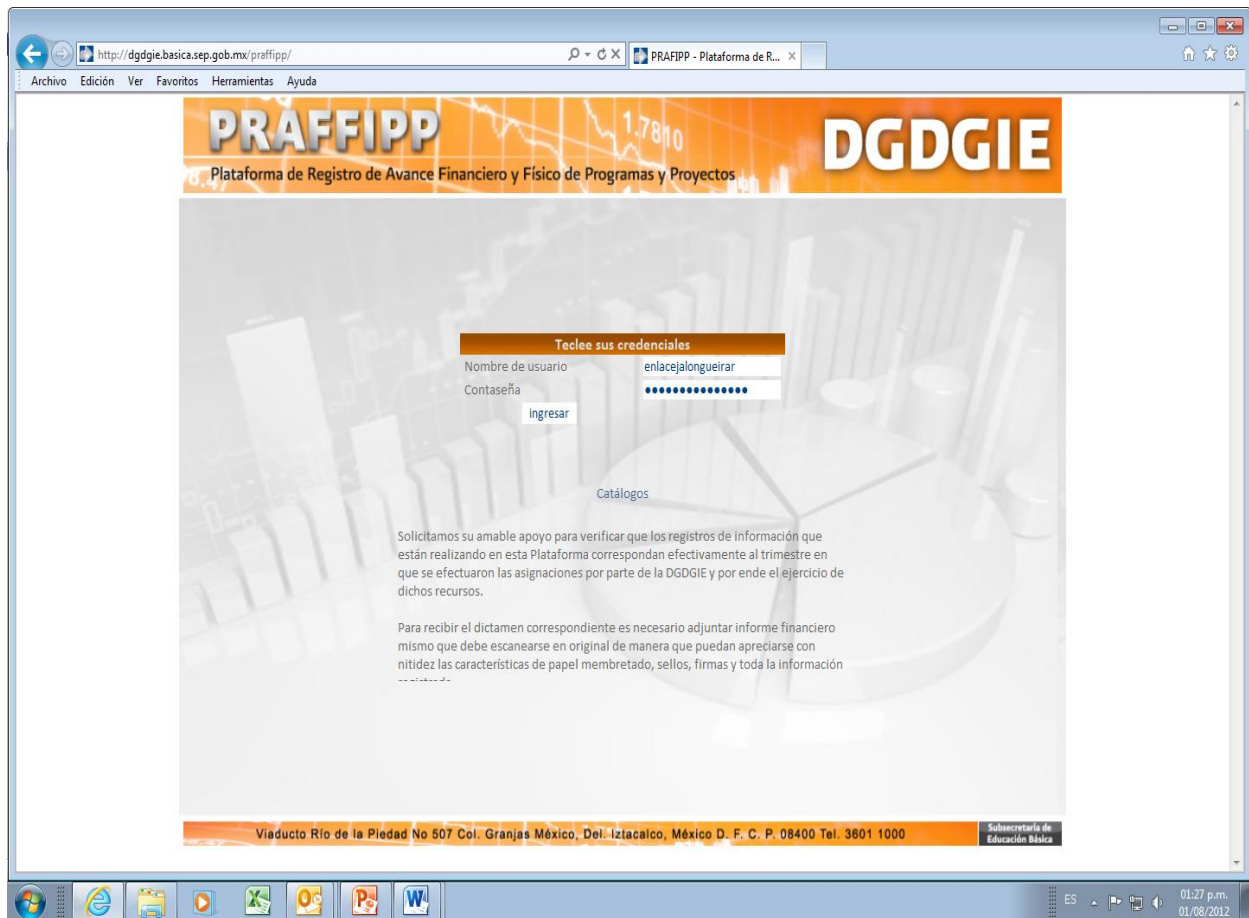 http://dgdgie.basica.sep.gob.mx/praffipp/
PRAFIPP - Plataforma de R...
Archivo Edición Ver Favoritos Herramientas Ayuda
PRAFFIPP
1.7810
DGDGIE
Plataforma de Registro de Avance Financiero y Físico de Programas y Proyectos
Teclee sus credenciales
Nombre de usuario enlacejalongueirar
Contaseña •••••••••••••••
ingresar
Catálogos
Solicitamos su amable apoyo para verificar que los registros de información que
están realizando en esta Plataforma correspondan efectivamente al trimestre en
que se efectuaron las asignaciones por parte de la DGDGIE y por ende el ejercicio de
dichos recursos.
Para recibir el dictamen correspondiente es necesario adjuntar informe financiero
mismo que debe escanearse en original de manera que puedan apreciarse con
nitidez las características de papel membretado, sellos, firmas y toda la información
Viaducto Río de la Piedad No 507 Col. Granjas México, Del. Iztacalco, México D. F. C. P. 08400 Tel. 3601 1000
Subsecretaría de
Educación Básica
ES
01:27 p.m.
01/08/2012